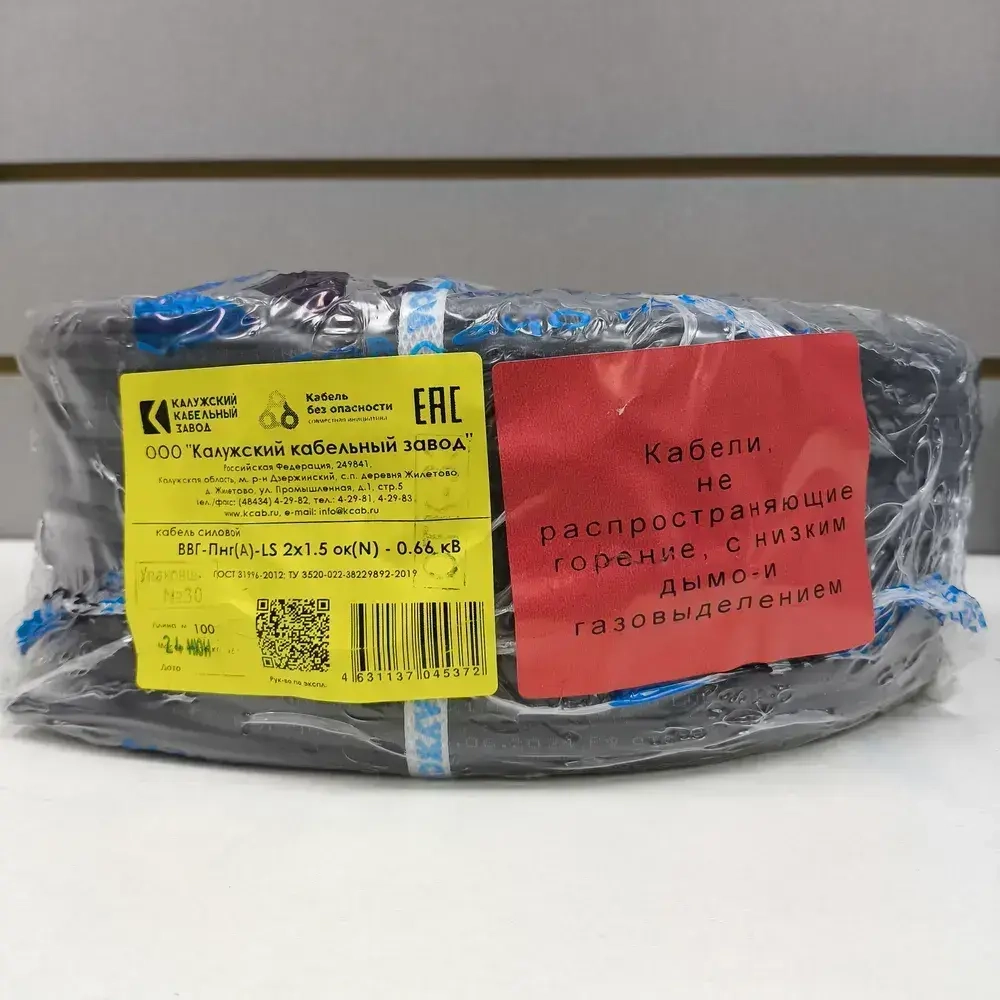 КАЛУЖСКИЙ
КАБЕЛЬНЫЙ
ЗАВОД
Кабель
без опасности
совместная инициатива
ЕАС
ООО "Калужский кабельный завод"
Российская Федерация, 249841,
Калужская область, м. р-н Дзержинский, с.п. деревня Жилетово,
д. Жилетово, ул. Промышленная, д.1, стр.5
тел./факс: (48434) 4-29-82, тел.: 4-29-81, 4-29-83
www.kcab.ru, e-mail: info@kcab.ru
кабель силовой
ВВГ-Пнг(А)-LS 2х1.5 ок(N) - 0.66 кВ
ГОСТ 31996-2012; ТУ 3520-022-38229892-2019
Упаковщ.
№30
Длина м 100
24 ИЮН
Дата
Рук-во по экспл.
4 631137 045372
Кабели,
не
распространяющие
горение, с низким
дымо-и
газовыделением